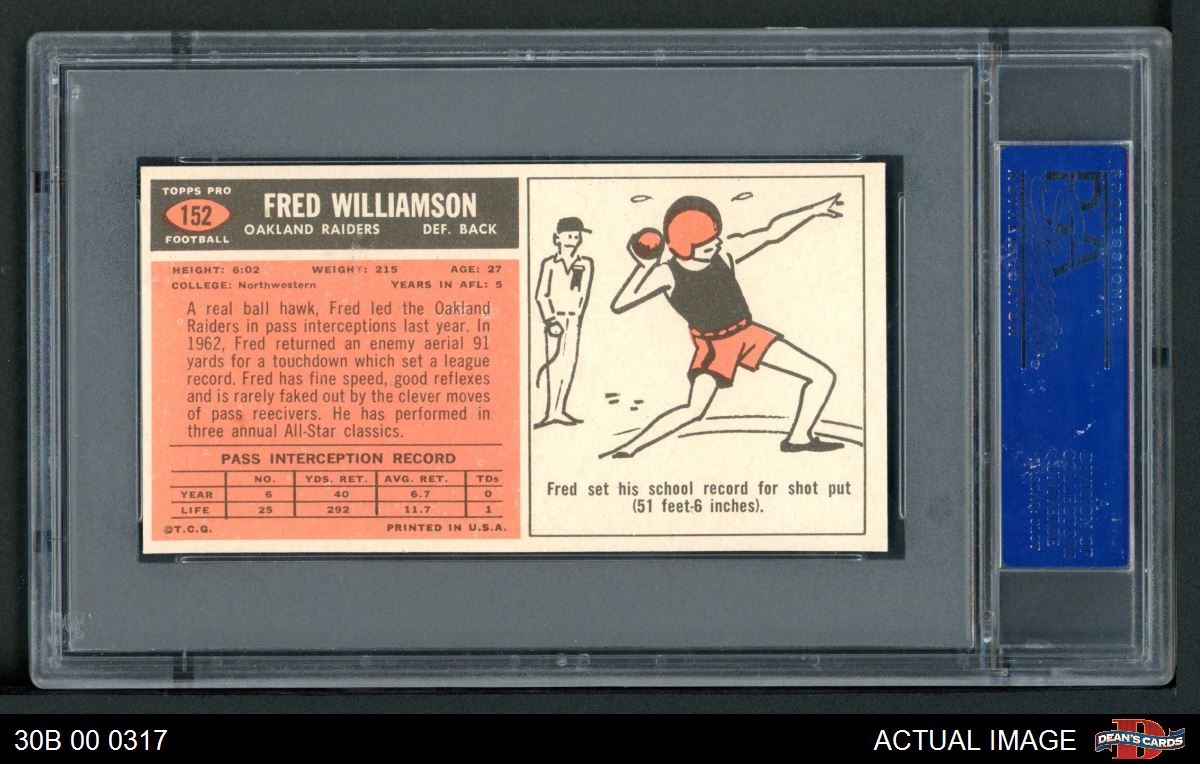 TOPPS PRO
152
FOOTBALL
FRED WILLIAMSON
OAKLAND RAIDERS DEF. BACK
HEIGHT: 6:02 WEIGHT: 215 AGE: 27
COLLEGE: Northwestern YEARS IN AFL: 5
A real ball hawk, Fred led the Oakland
Raiders in pass interceptions last year. In
1962, Fred returned an enemy aerial 91
yards for a touchdown which set a league
record. Fred has fine speed, good reflexes
and is rarely faked out by the clever moves
of pass reecivers. He has performed in
three annual All-Star classics.
PASS INTERCEPTION RECORD
NO. YDS. RET. AVG. RET. TDs
YEAR 6 40 6.7 0
LIFE 25 292 11.7 1
©T.C.G. PRINTED IN U.S.A.
Fred set his school record for shot put
(51 feet-6 inches).
PSA
30B 00 0317
ACTUAL IMAGE
DEAN'S CARDS